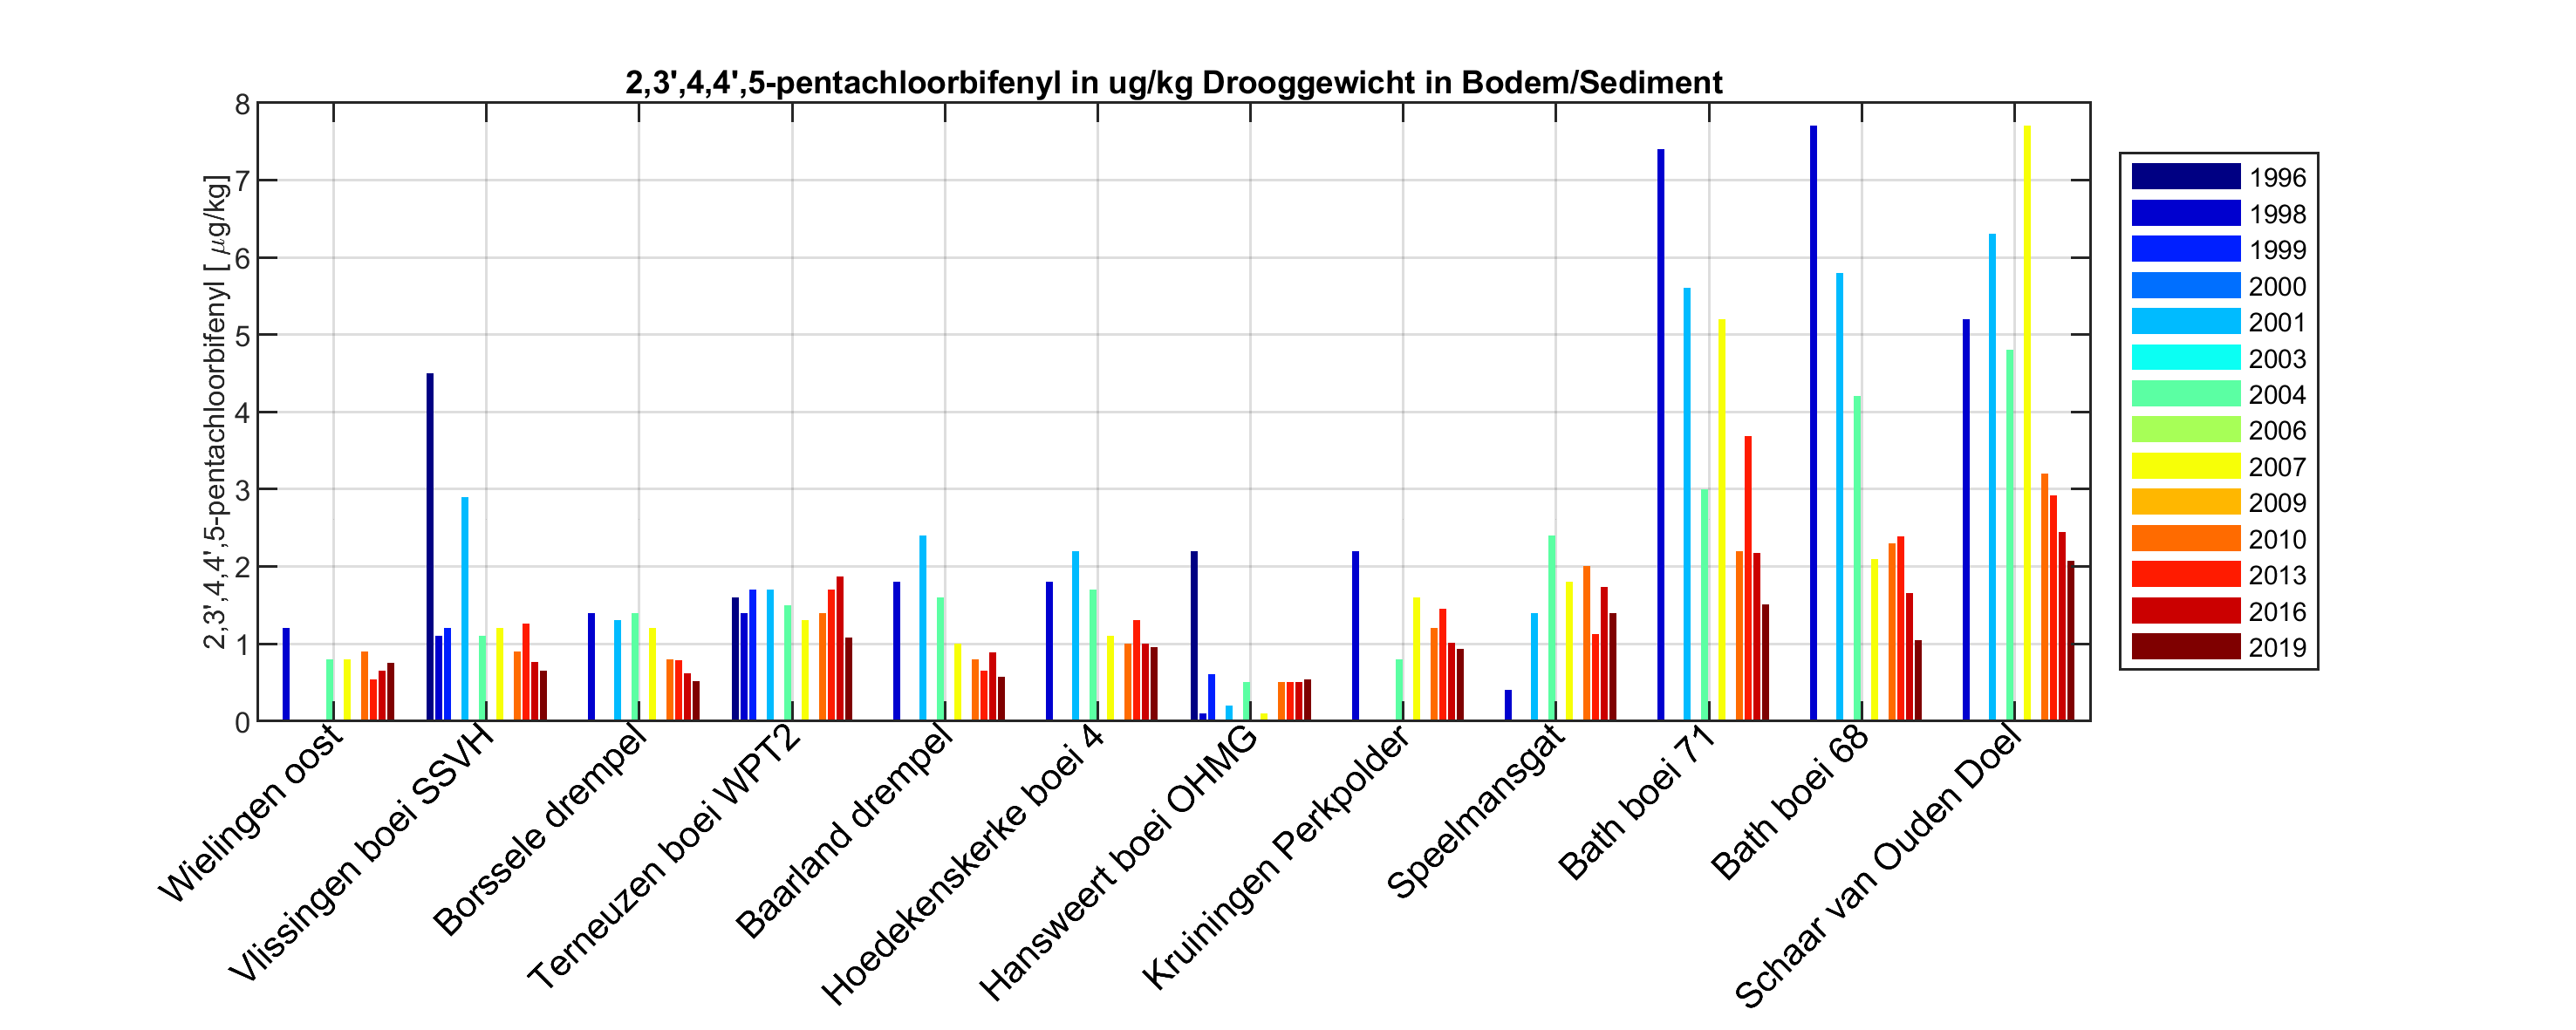 2,3',4,4',5-pentachloorbifenyl in ug/kg Drooggewicht in Bodem/Sediment
2,3',4,4',5-pentachloorbifenyl [ μg/kg]
8
7
6
5
4
3
2
1
0
Wielingen oost
Vlissingen boei SSVH
Borssele drempel
Terneuzen boei WPT2
Baarland drempel
Hoedekenskerke boei 4
Hansweert boei OHMG
Kruiningen Perkpolder
Speelmansgat
Bath boei 71
Bath boei 68
Schaar van Ouden Doel
1996
1998
1999
2000
2001
2003
2004
2006
2007
2009
2010
2013
2016
2019